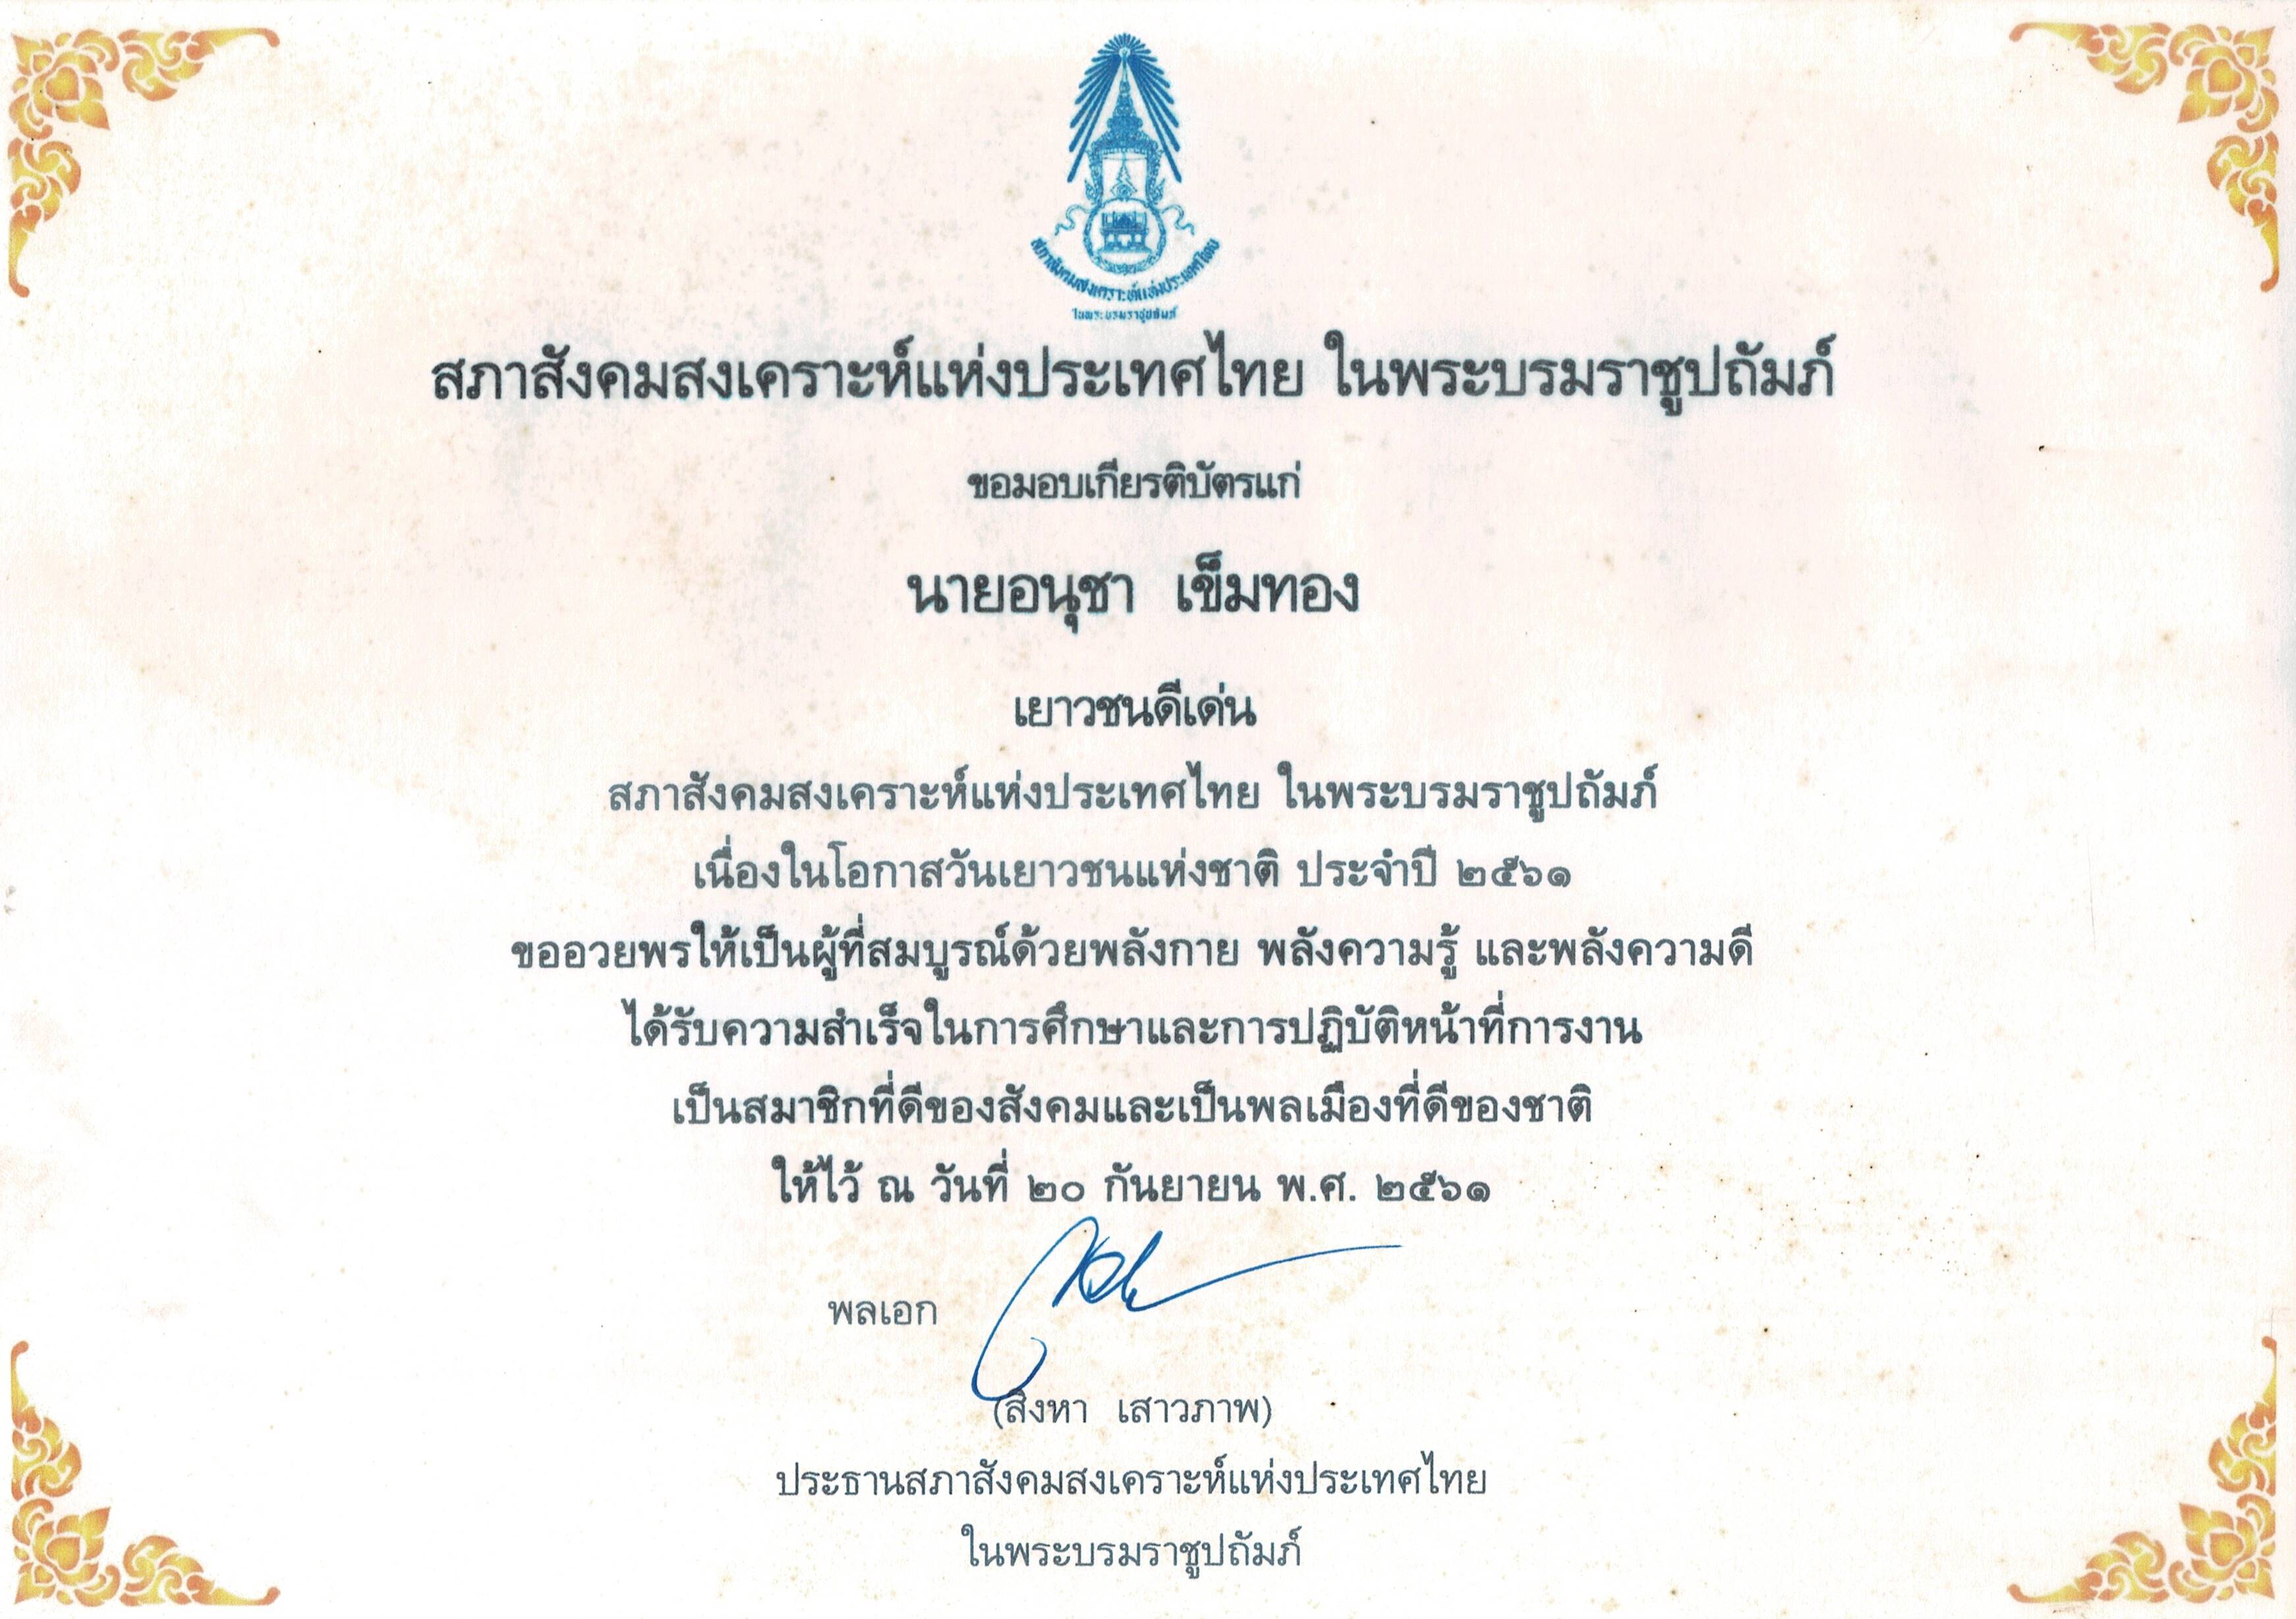 สภาสังคมสงเคราะห์แห่งประเทศไทย
ในพระบรมราชูปถัมภ์
สภาสังคมสงเคราะห์แห่งประเทศไทย ในพระบรมราชูปถัมภ์
ขอมอบเกียรติบัตรแก่
นายอนุชา เข็มทอง
เยาวชนดีเด่น
สภาสังคมสงเคราะห์แห่งประเทศไทย ในพระบรมราชูปถัมภ์
เนื่องในโอกาสวันเยาวชนแห่งชาติ ประจำปี ๒๕๖๑
ขออวยพรให้เป็นผู้ที่สมบูรณ์ด้วยพลังกาย พลังความรู้ และพลังความดี
ได้รับความสำเร็จในการศึกษาและการปฏิบัติหน้าที่การงาน
เป็นสมาชิกที่ดีของสังคมและเป็นพลเมืองที่ดีของชาติ
ให้ไว้ ณ วันที่ ๒๐ กันยายน พ.ศ. ๒๕๖๑
พลเอก
(สิงหา เสาวภาพ)
ประธานสภาสังคมสงเคราะห์แห่งประเทศไทย
ในพระบรมราชูปถัมภ์